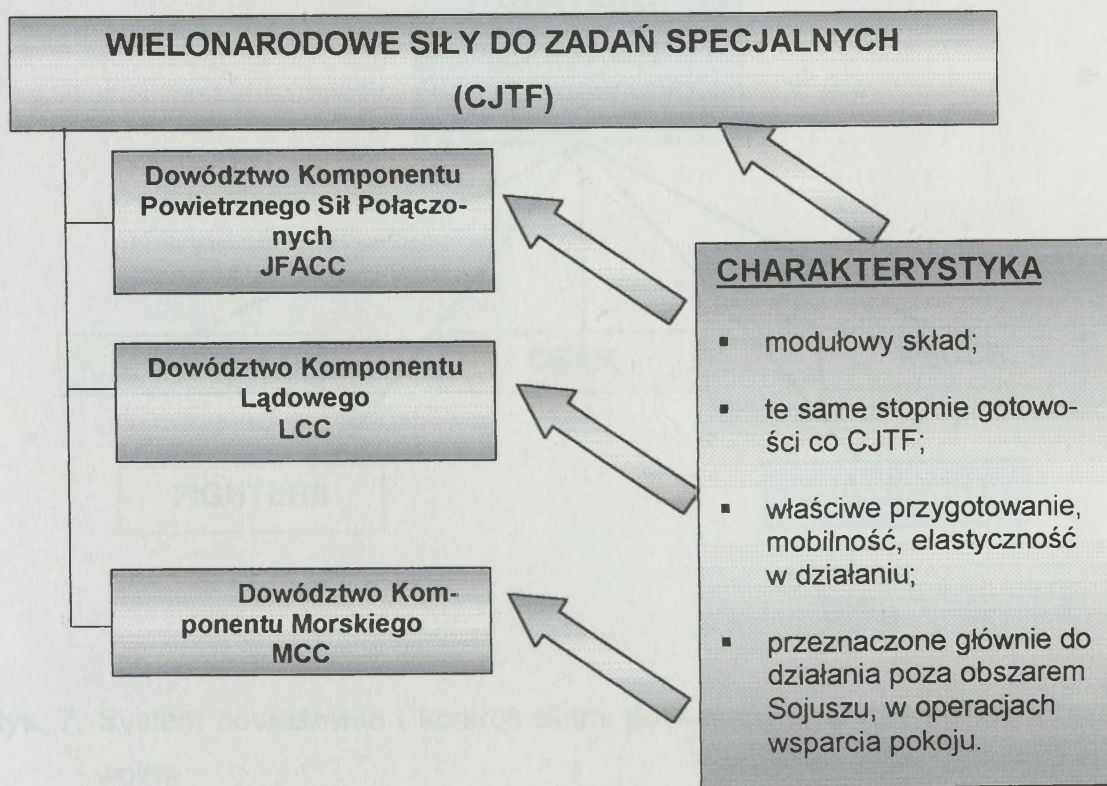 WIELONARODOWE SIŁY DO ZADAŃ SPECJALNYCH
(CJTF)
Dowództwo Komponentu
Powietrznego Sił Połączo-
nych
JFACC
Dowództwo Komponentu
Lądowego
LCC
Dowództwo Kom-
ponentu Morskiego
MCC
CHARAKTERYSTYKA
▪ modułowy skład;
▪ te same stopnie gotowo-
ści co CJTF;
▪ właściwe przygotowanie,
mobilność, elastyczność
w działaniu;
▪ przeznaczone głównie do
działania poza obszarem
Sojuszu, w operacjach
wsparcia pokoju.
FIGHTERS